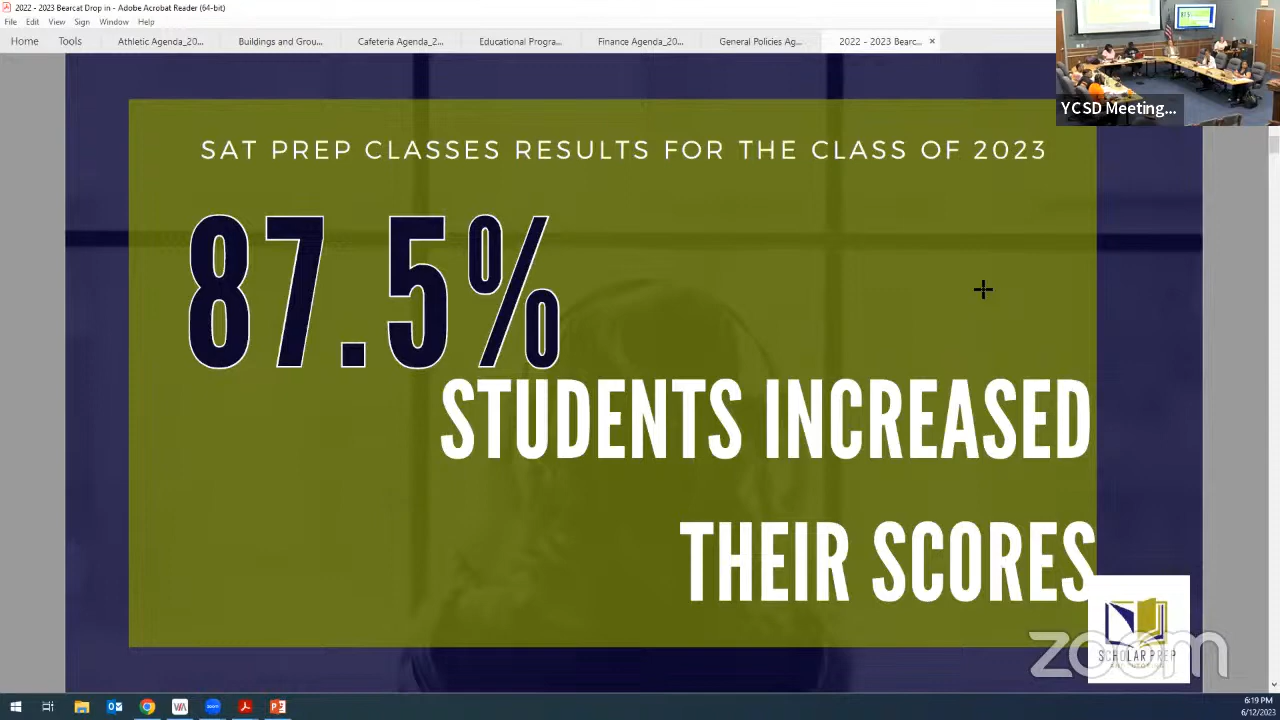 2022 - 2023 Bearcat Drop in - Adobe Acrobat Reader (64-bit)
File Edit View Sign Window Help
Home Tools Athletic Agenda_20... Buildings and Grou... Cafeteria Agenda_2... Educational Progra... Finance Agenda_20... General Policies Ag... 2022 - 2023 Bearc... ×
YCSD Meeting...
SAT PREP CLASSES RESULTS FOR THE CLASS OF 2023
87.5%
STUDENTS INCREASED
THEIR SCORES
zoom
SCHOLAR PREP
6:19 PM
6/12/2023